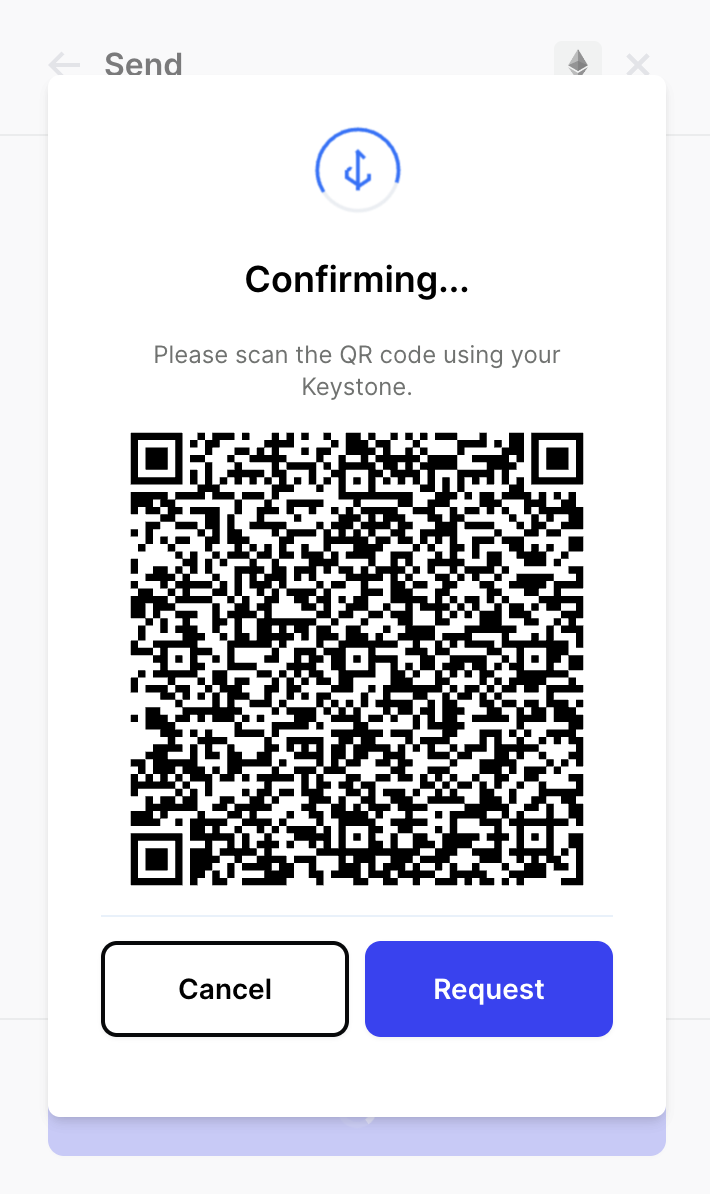 Send
Confirming...
Please scan the QR code using your
Keystone.
Cancel
Request